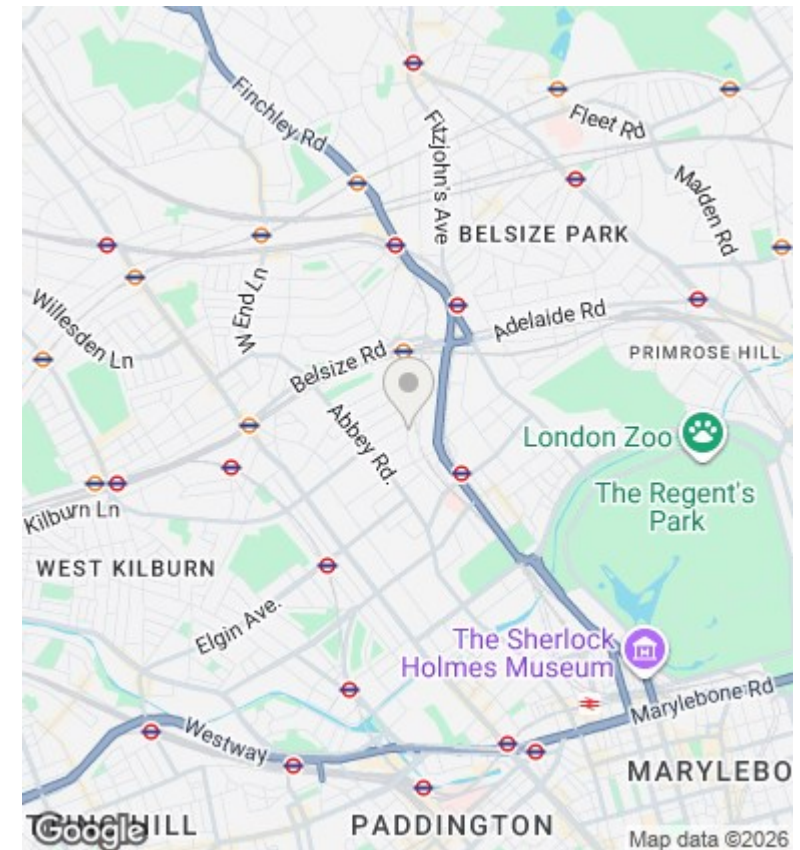 Finchley Rd
Fitzjohn's Ave
Fleet Rd
Malden Rd
BELSIZE PARK
W End Ln
Willesden Ln
Adelaide Rd
Belsize Rd
PRIMROSE HILL
Abbey Rd.
London Zoo
The Regent's
Park
Kilburn Ln
WEST KILBURN
Elgin Ave.
The Sherlock
Holmes Museum
Marylebone Rd
Westway
MARYLEBO
HILL
PADDINGTON
Google
Map data ©2026